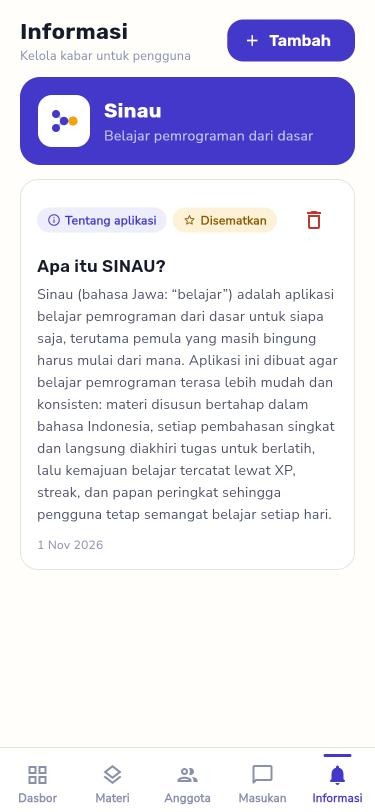 Informasi
Kelola kabar untuk pengguna
+ Tambah
Sinau
Belajar pemrograman dari dasar
Tentang aplikasi
Disematkan
Apa itu SINAU?
Sinau (bahasa Jawa: “belajar”) adalah aplikasi
belajar pemrograman dari dasar untuk siapa
saja, terutama pemula yang masih bingung
harus mulai dari mana. Aplikasi ini dibuat agar
belajar pemrograman terasa lebih mudah dan
konsisten: materi disusun bertahap dalam
bahasa Indonesia, setiap pembahasan singkat
dan langsung diakhiri tugas untuk berlatih,
lalu kemajuan belajar tercatat lewat XP,
streak, dan papan peringkat sehingga
pengguna tetap semangat belajar setiap hari.
1 Nov 2026
Dasbor
Materi
Anggota
Masukan
Informasi